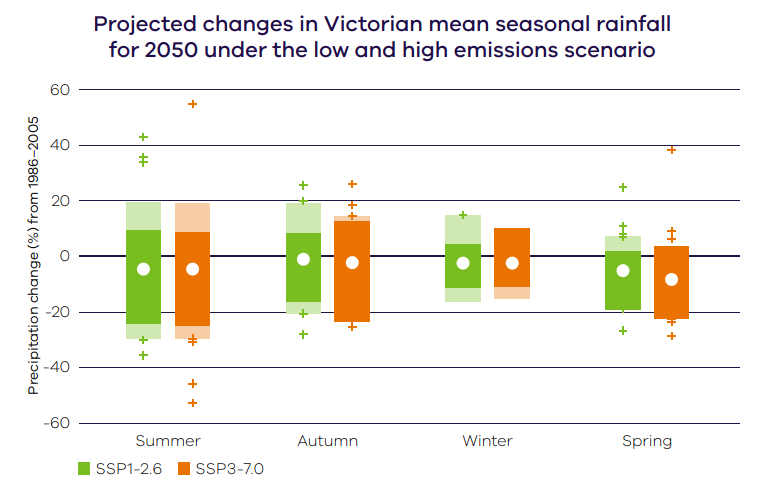 Projected changes in Victorian mean seasonal rainfall
for 2050 under the low and high emissions scenario
Precipitation change (%) from 1986–2005
60
40
20
0
-20
-40
-60
Summer
Autumn
Winter
Spring
SSP1-2.6
SSP3-7.0